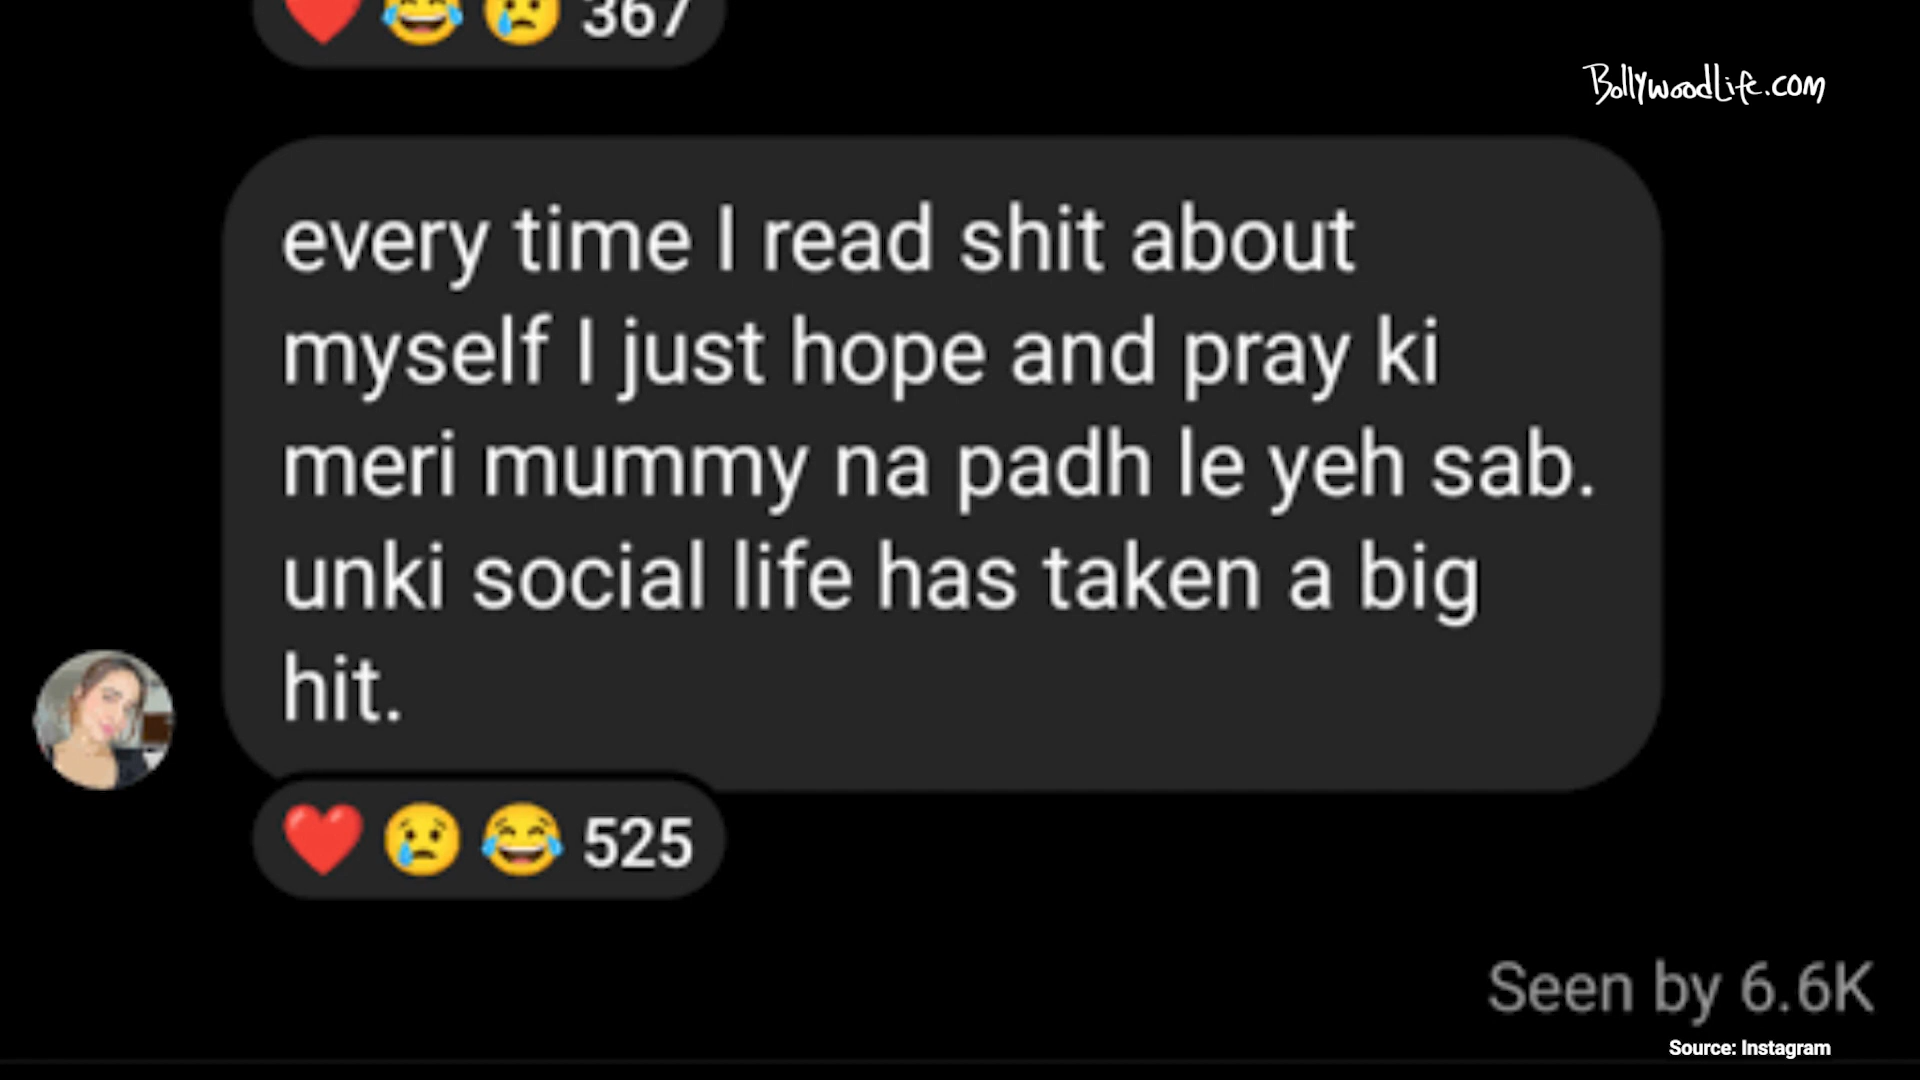 367
BollywoodLife.com
every time I read shit about
myself I just hope and pray ki
meri mummy na padh le yeh sab.
unki social life has taken a big
hit.
525
Seen by 6.6K
Source: Instagram